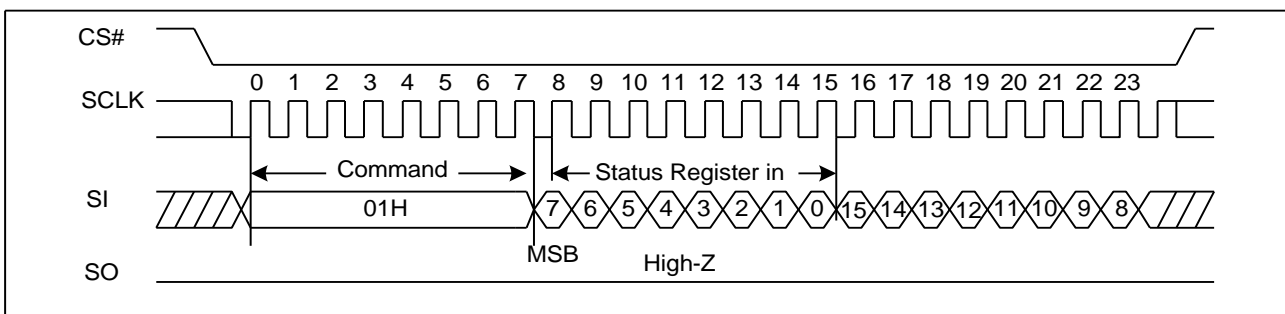 CS#
0 1 2 3 4 5 6 7 8 9 10 11 12 13 14 15 16 17 18 19 20 21 22 23
SCLK
Command Status Register in
SI 01H 7 6 5 4 3 2 1 0 15 14 13 12 11 10 9 8
MSB High-Z
SO